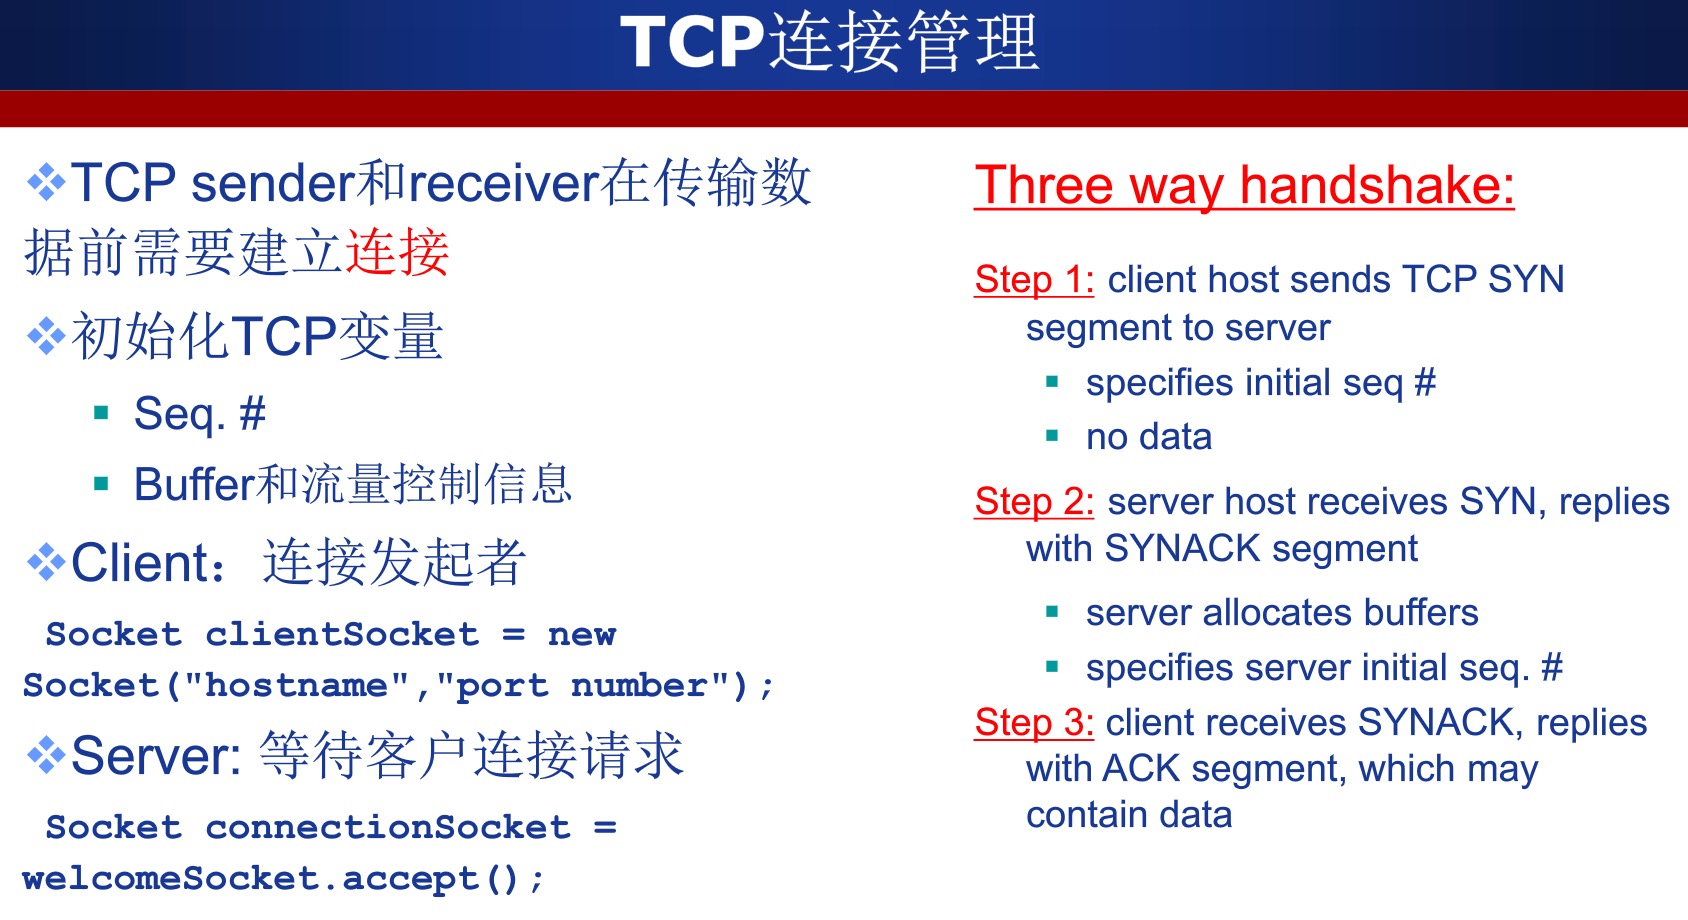 TCP连接管理
TCP sender和receiver在传输数
据前需要建立连接
初始化TCP变量
Seq. #
Buffer和流量控制信息
Client：连接发起者
Socket clientSocket = new
Socket("hostname","port number");
Server: 等待客户连接请求
Socket connectionSocket =
welcomeSocket.accept();
Three way handshake:
Step 1: client host sends TCP SYN
segment to server
specifies initial seq #
no data
Step 2: server host receives SYN, replies
with SYNACK segment
server allocates buffers
specifies server initial seq. #
Step 3: client receives SYNACK, replies
with ACK segment, which may
contain data